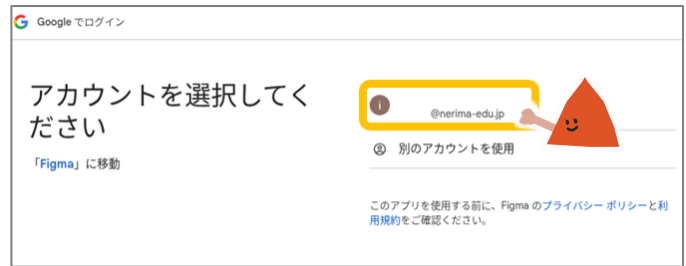 Google でログイン
アカウントを選択してく
ださい
「Figma」に移動
i
@nerima-edu.jp
別のアカウントを使用
このアプリを使用する前に、Figma のプライバシー ポリシーと利
用規約をご確認ください。